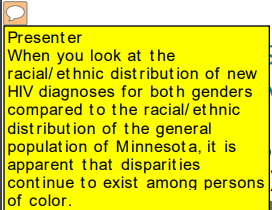 Presenter
When you look at the
racial/ethnic distribution of new
HIV diagnoses for both genders
compared to the racial/ethnic
distribution of the general
population of Minnesota, it is
apparent that disparities
continue to exist among persons
of color.